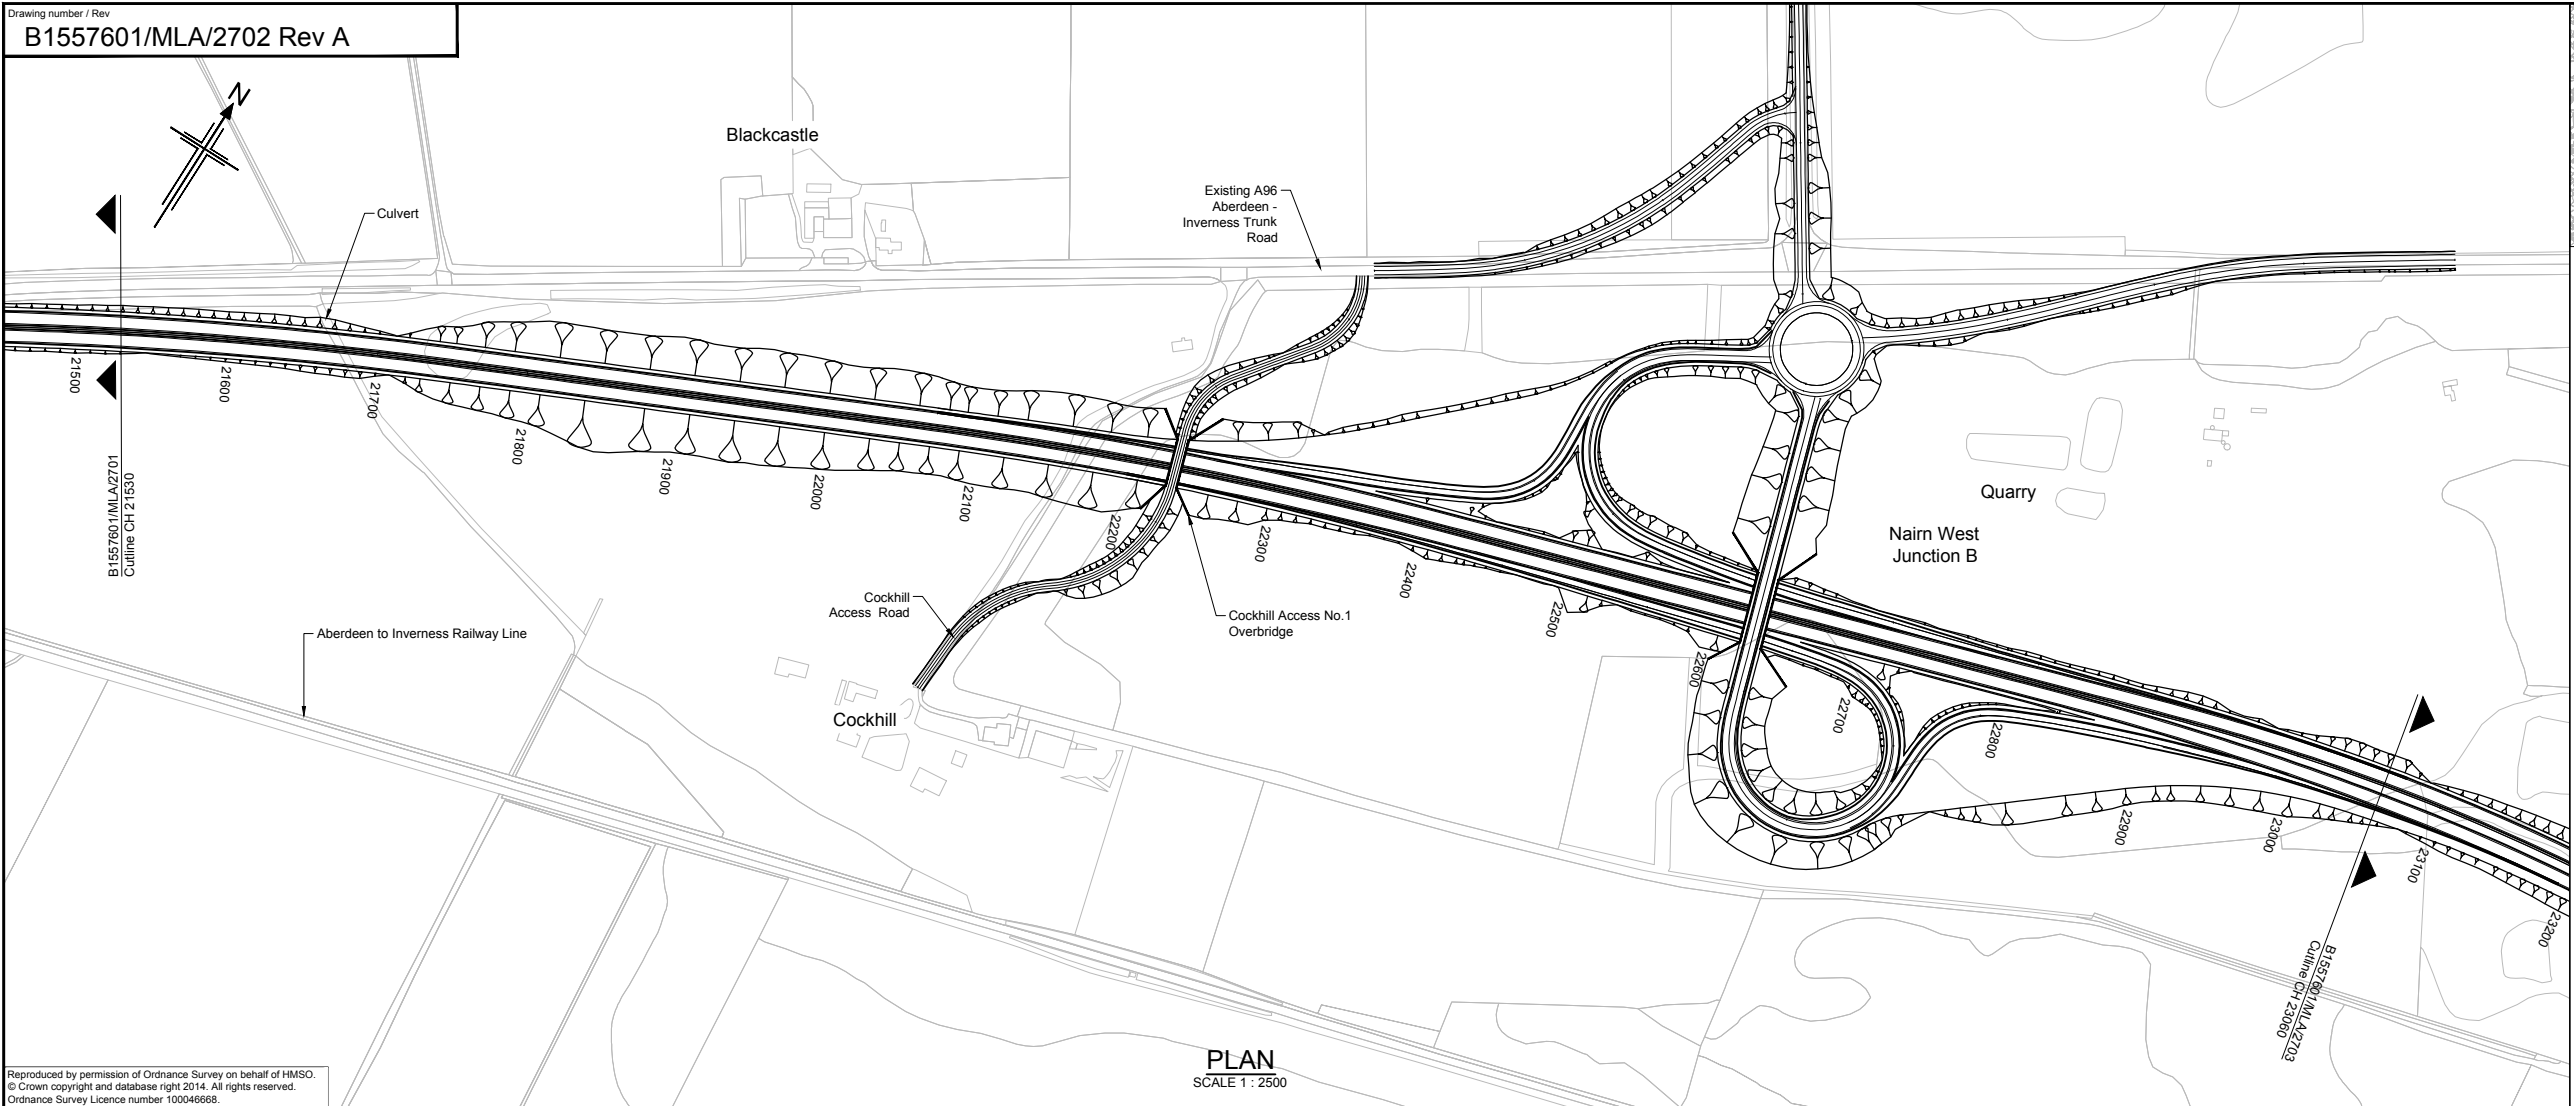 Drawing number / Rev
B1557601/MLA/2702 Rev A
N
Blackcastle
Culvert
Existing A96
Aberdeen -
Inverness Trunk
Road
21500
21600
21700
21800
21900
22000
22100
22200
22300
22400
22500
22600
22700
22800
22900
23000
23100
23200
B1557601/MLA/2701
Cutline CH 21530
Quarry
Nairn West
Junction B
Cockhill
Access Road
Cockhill Access No.1
Overbridge
Aberdeen to Inverness Railway Line
Cockhill
B1557601/MLA/2703
Cutline CH 23060
PLAN
SCALE 1 : 2500
Reproduced by permission of Ordnance Survey on behalf of HMSO.
© Crown copyright and database right 2014. All rights reserved.
Ordnance Survey Licence number 100046668.